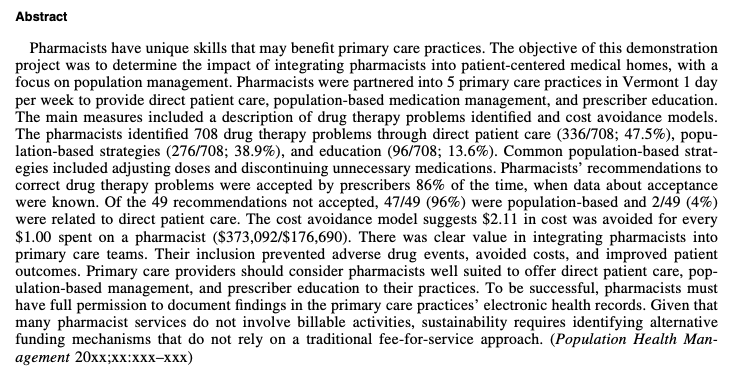 Abstract
Pharmacists have unique skills that may benefit primary care practices. The objective of this demonstration
project was to determine the impact of integrating pharmacists into patient-centered medical homes, with a
focus on population management. Pharmacists were partnered into 5 primary care practices in Vermont 1 day
per week to provide direct patient care, population-based medication management, and prescriber education.
The main measures included a description of drug therapy problems identified and cost avoidance models.
The pharmacists identified 708 drug therapy problems through direct patient care (336/708; 47.5%), popu-
lation-based strategies (276/708; 38.9%), and education (96/708; 13.6%). Common population-based strat-
egies included adjusting doses and discontinuing unnecessary medications. Pharmacists' recommendations to
correct drug therapy problems were accepted by prescribers 86% of the time, when data about acceptance
were known. Of the 49 recommendations not accepted, 47/49 (96%) were population-based and 2/49 (4%)
were related to direct patient care. The cost avoidance model suggests $2.11 in cost was avoided for every
$1.00 spent on a pharmacist ($373,092/$176,690). There was clear value in integrating pharmacists into
primary care teams. Their inclusion prevented adverse drug events, avoided costs, and improved patient
outcomes. Primary care providers should consider pharmacists well suited to offer direct patient care, pop-
ulation-based management, and prescriber education to their practices. To be successful, pharmacists must
have full permission to document findings in the primary care practices' electronic health records. Given that
many pharmacist services do not involve billable activities, sustainability requires identifying alternative
funding mechanisms that do not rely on a traditional fee-for-service approach. (Population Health Man-
agement 20xx;xx:xxx–xxx)